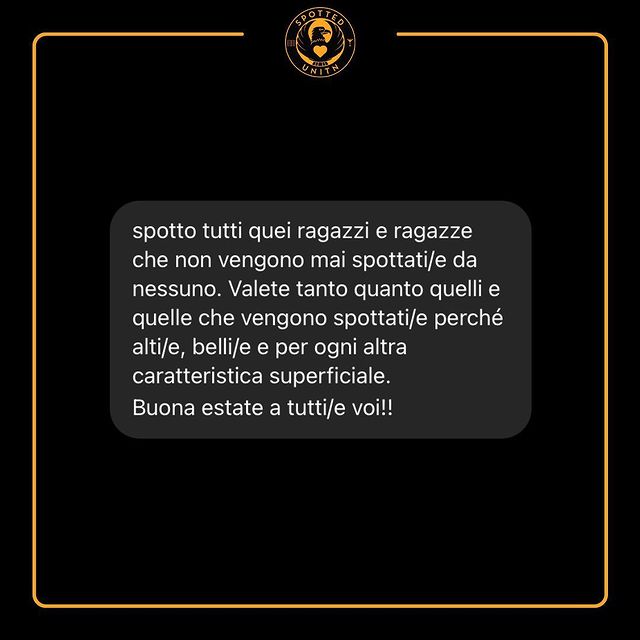 SPOTTED
UNITN
spotto tutti quei ragazzi e ragazze
che non vengono mai spottati/e da
nessuno. Valete tanto quanto quelli e
quelle che vengono spottati/e perché
alti/e, belli/e e per ogni altra
caratteristica superficiale.
Buona estate a tutti/e voi!!